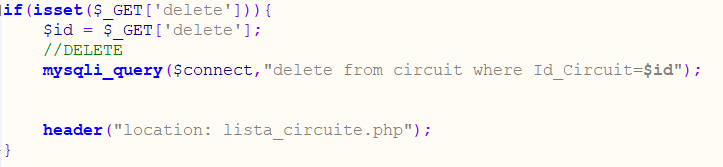 if(isset($_GET['delete'])){
$id = $_GET['delete'];
//DELETE
mysqli_query($connect,"delete from circuit where Id_Circuit=$id");
header("location: lista_circuite.php");
}